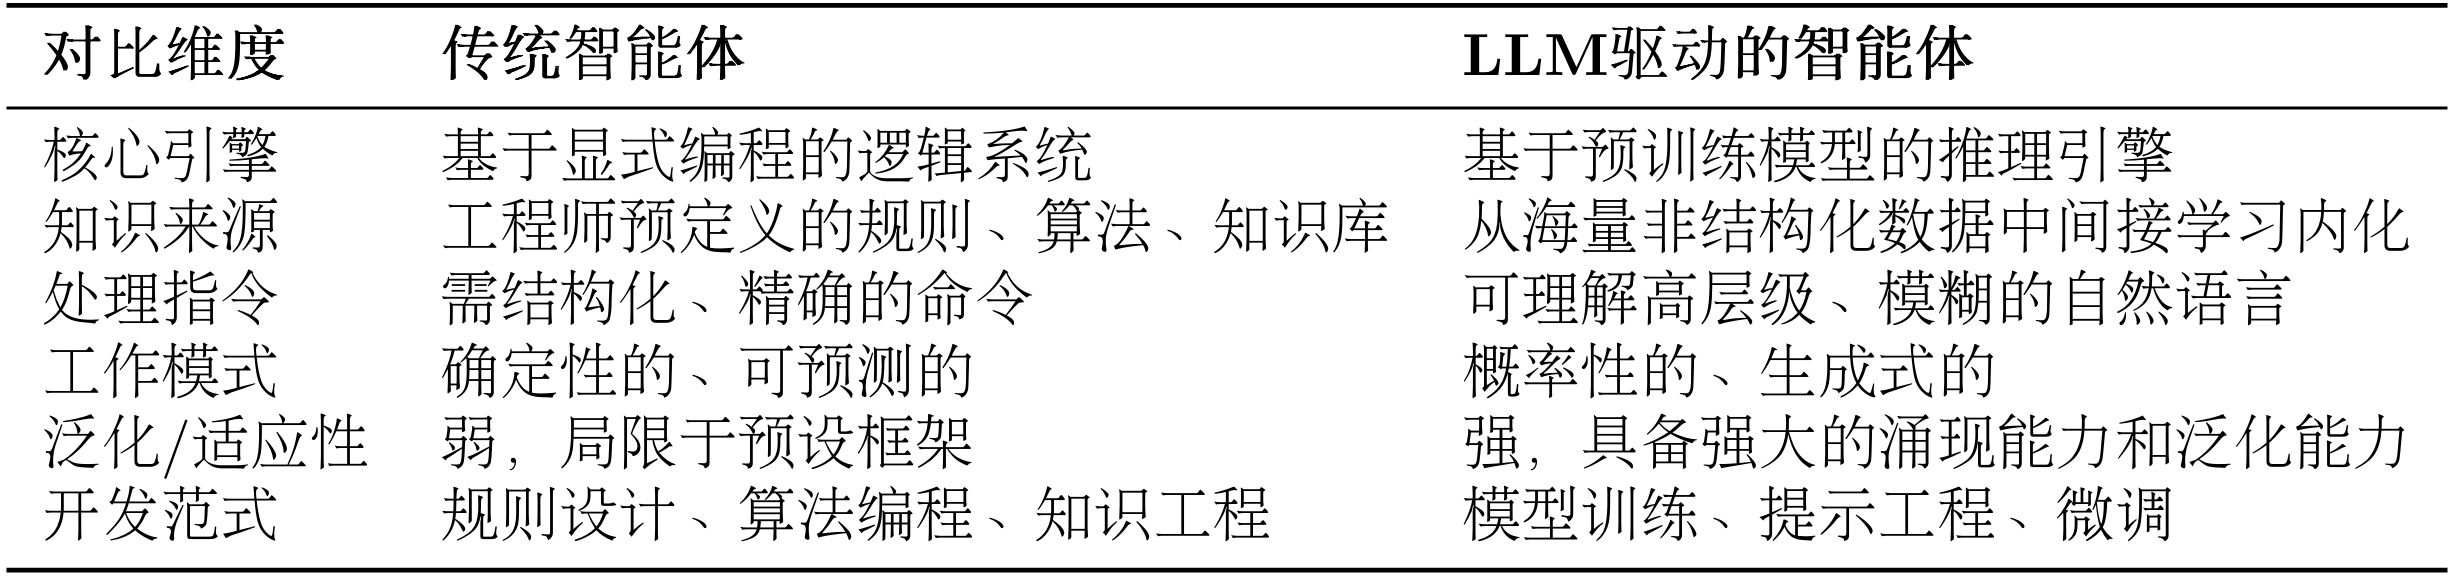 对比维度 传统智能体 LLM驱动的智能体
核心引擎 基于显式编程的逻辑系统 基于预训练模型的推理引擎
知识来源 工程师预定义的规则、算法、知识库 从海量非结构化数据中间接学习内化
处理指令 需结构化、精确的命令 可理解高层级、模糊的自然语言
工作模式 确定性的、可预测的 概率性的、生成式的
泛化/适应性 弱，局限于预设框架 强，具备强大的涌现能力和泛化能力
开发范式 规则设计、算法编程、知识工程 模型训练、提示工程、微调